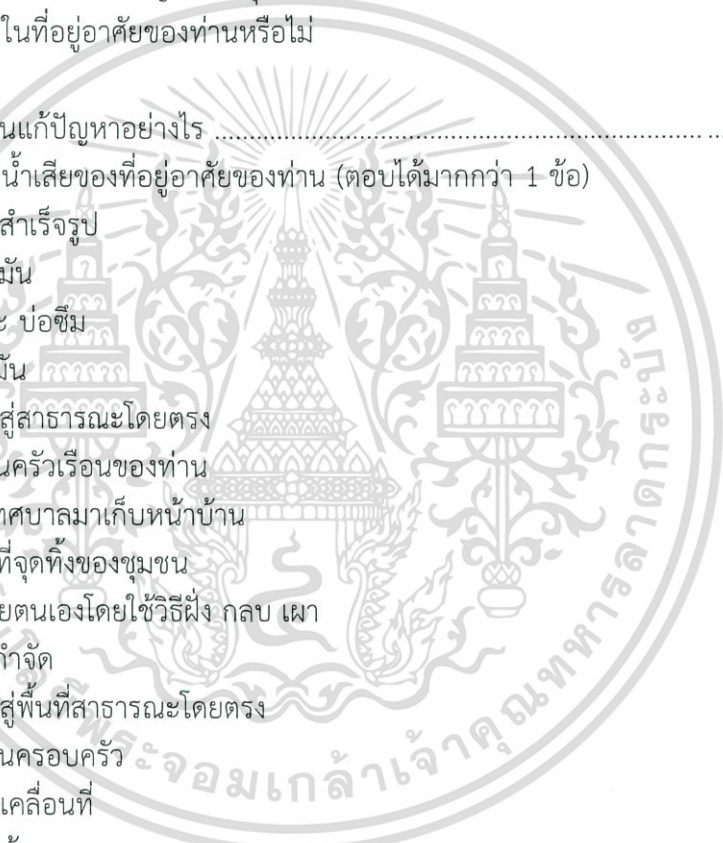 ในที่อยู่อาศัยของท่านหรือไม่
นแก้ปัญหาอย่างไร ..........................................................................
น้ำเสียของที่อยู่อาศัยของท่าน (ตอบได้มากกว่า 1 ข้อ)
สำเร็จรูป
มัน
ะ บ่อซึม
มัน
สู่สาธารณะโดยตรง
นครัวเรือนของท่าน
ทศบาลมาเก็บหน้าบ้าน
ที่จุดทิ้งของชุมชน
ยตนเองโดยใช้วิธีฝัง กลบ เผา
กำจัด
สู่พื้นที่สาธารณะโดยตรง
นครอบครัว
เคลื่อนที่
พระจอมเกล้าเจ้าคุณทหารลาดกระบัง